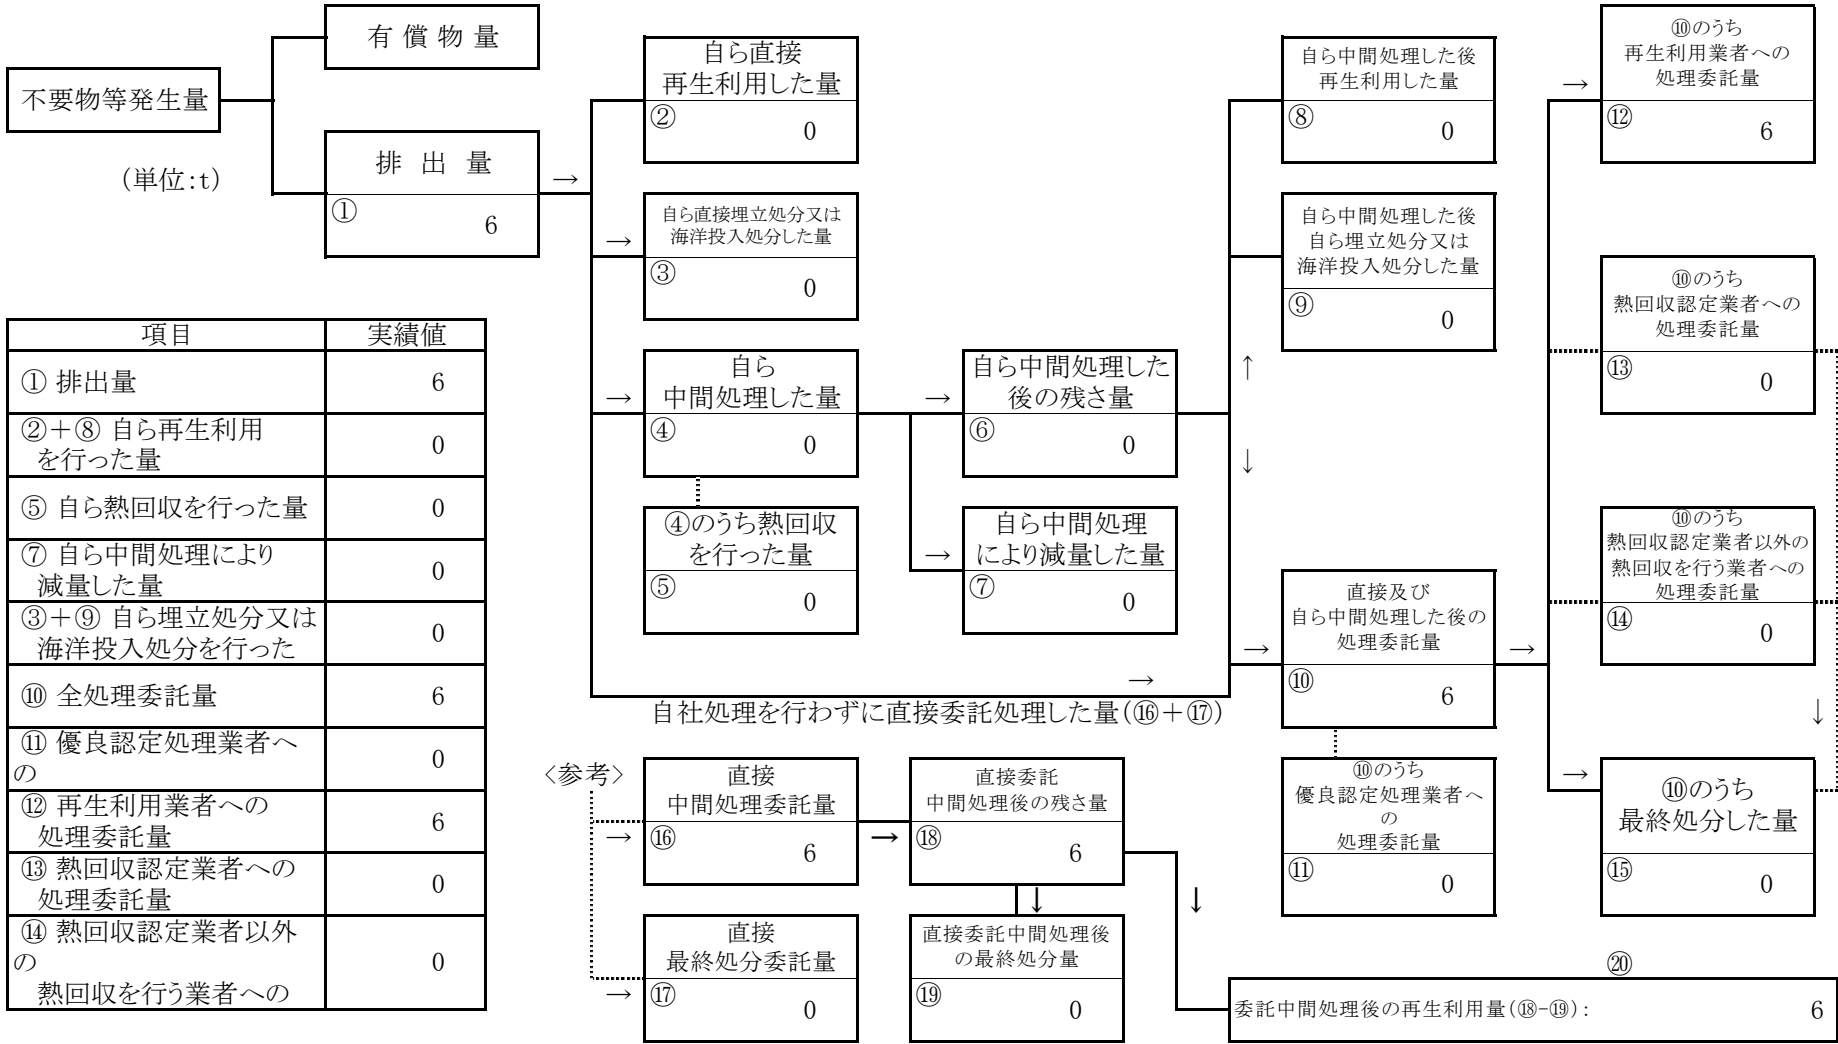 不要物等発生量
有 償 物 量
排 出 量
① 6
（単位:t）
→
自ら直接
再生利用した量
② 0
→
自ら直接埋立処分又は
海洋投入処分した量
③ 0
→
自ら
中間処理した量
④ 0
④のうち熱回収
を行った量
⑤ 0
→
自ら中間処理した
後の残さ量
⑥ 0
→
自ら中間処理
により減量した量
⑦ 0
↑
↓
自ら中間処理した後
再生利用した量
⑧ 0
自ら中間処理した後
自ら埋立処分又は
海洋投入処分した量
⑨ 0
→
自社処理を行わずに直接委託処理した量（⑯＋⑰）
→
直接及び
自ら中間処理した後の
処理委託量
⑩ 6
→
⑩のうち
優良認定処理業者へ
の
処理委託量
⑪ 0
→
⑩のうち
再生利用業者への
処理委託量
⑫ 6
⑩のうち
熱回収認定業者への
処理委託量
⑬ 0
⑩のうち
熱回収認定業者以外の
熱回収を行う業者への
処理委託量
⑭ 0
↓
→
⑩のうち
最終処分した量
⑮ 0
項目 実績値
① 排出量 6
②＋⑧ 自ら再生利用
を行った量 0
⑤ 自ら熱回収を行った量 0
⑦ 自ら中間処理により
減量した量 0
③＋⑨ 自ら埋立処分又は
海洋投入処分を行った 0
⑩ 全処理委託量 6
⑪ 優良認定処理業者へ
の 0
⑫ 再生利用業者への
処理委託量 6
⑬ 熱回収認定業者への
処理委託量 0
⑭ 熱回収認定業者以外
の 0
熱回収を行う業者への
〈参考〉
→
直接
中間処理委託量
⑯ 6
→
直接委託
中間処理後の残さ量
⑱ 6
→
直接
最終処分委託量
⑰ 0
↓
直接委託中間処理後
の最終処分量
⑲ 0
↓
⑳
委託中間処理後の再生利用量（⑱-⑲）: 6